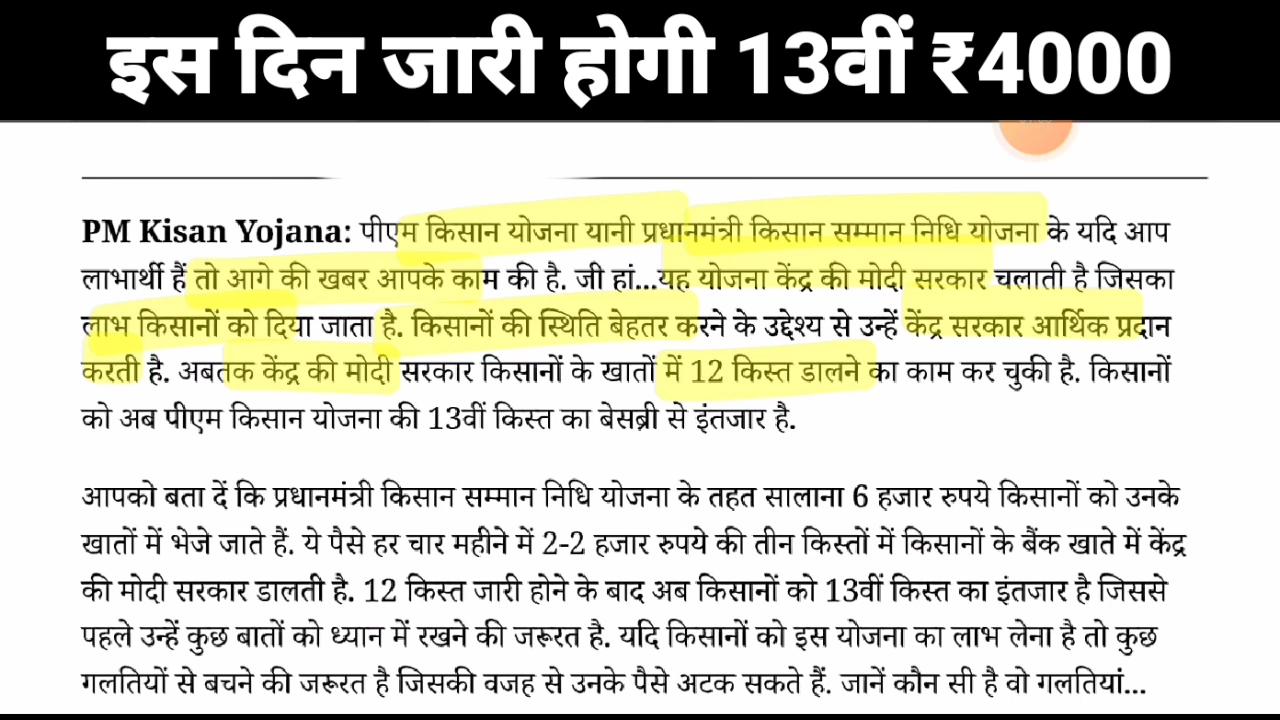 इस दिन जारी होगी 13वीं ₹4000
PM Kisan Yojana: पीएम किसान योजना यानी प्रधानमंत्री किसान सम्मान निधि योजना के यदि आप
लाभार्थी हैं तो आगे की खबर आपके काम की है. जी हां...यह योजना केंद्र की मोदी सरकार चलाती है जिसका
लाभ किसानों को दिया जाता है. किसानों की स्थिति बेहतर करने के उद्देश्य से उन्हें केंद्र सरकार आर्थिक प्रदान
करती है. अबतक केंद्र की मोदी सरकार किसानों के खातों में 12 किस्त डालने का काम कर चुकी है. किसानों
को अब पीएम किसान योजना की 13वीं किस्त का बेसब्री से इंतजार है.
आपको बता दें कि प्रधानमंत्री किसान सम्मान निधि योजना के तहत सालाना 6 हजार रुपये किसानों को उनके
खातों में भेजे जाते हैं. ये पैसे हर चार महीने में 2-2 हजार रुपये की तीन किस्तों में किसानों के बैंक खाते में केंद्र
की मोदी सरकार डालती है. 12 किस्त जारी होने के बाद अब किसानों को 13वीं किस्त का इंतजार है जिससे
पहले उन्हें कुछ बातों को ध्यान में रखने की जरूरत है. यदि किसानों को इस योजना का लाभ लेना है तो कुछ
गलतियों से बचने की जरूरत है जिसकी वजह से उनके पैसे अटक सकते हैं. जानें कौन सी है वो गलतियां...